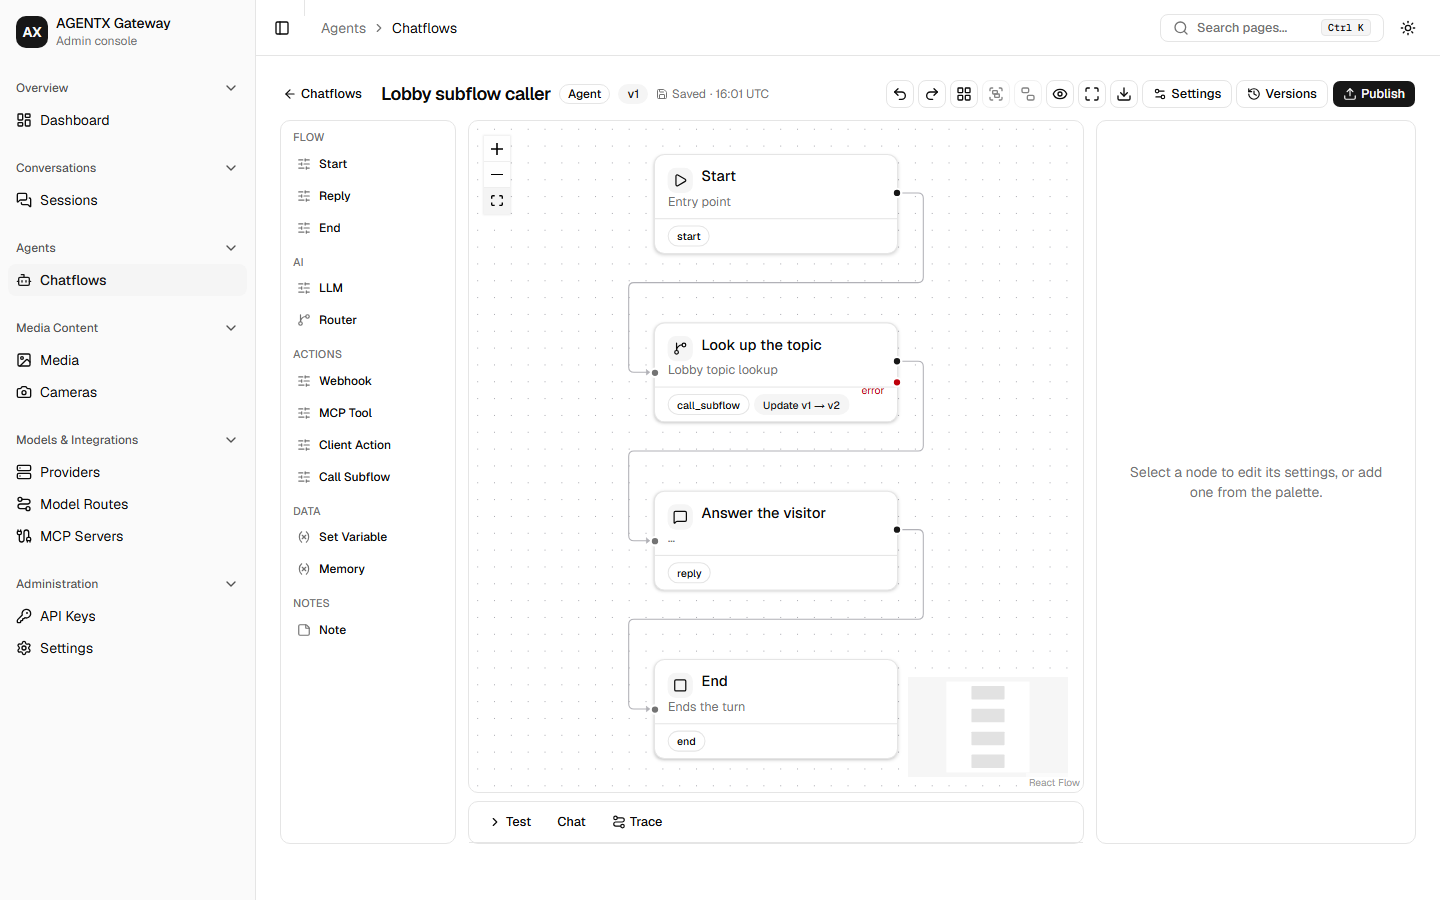 AX
AGENTX Gateway
Admin console
Overview
Dashboard
Conversations
Sessions
Agents
Chatflows
Media Content
Media
Cameras
Models & Integrations
Providers
Model Routes
MCP Servers
Administration
API Keys
Settings
Agents > Chatflows
Search pages...
Ctrl K
Chatflows
Lobby subflow caller
Agent
v1
Saved · 16:01 UTC
Settings
Versions
Publish
FLOW
Start
Reply
End
AI
LLM
Router
ACTIONS
Webhook
MCP Tool
Client Action
Call Subflow
DATA
Set Variable
Memory
NOTES
Note
Start
Entry point
start
Look up the topic
Lobby topic lookup
error
call_subflow
Update v1 → v2
Answer the visitor
...
reply
End
Ends the turn
end
React Flow
Test
Chat
Trace
Select a node to edit its settings, or add
one from the palette.